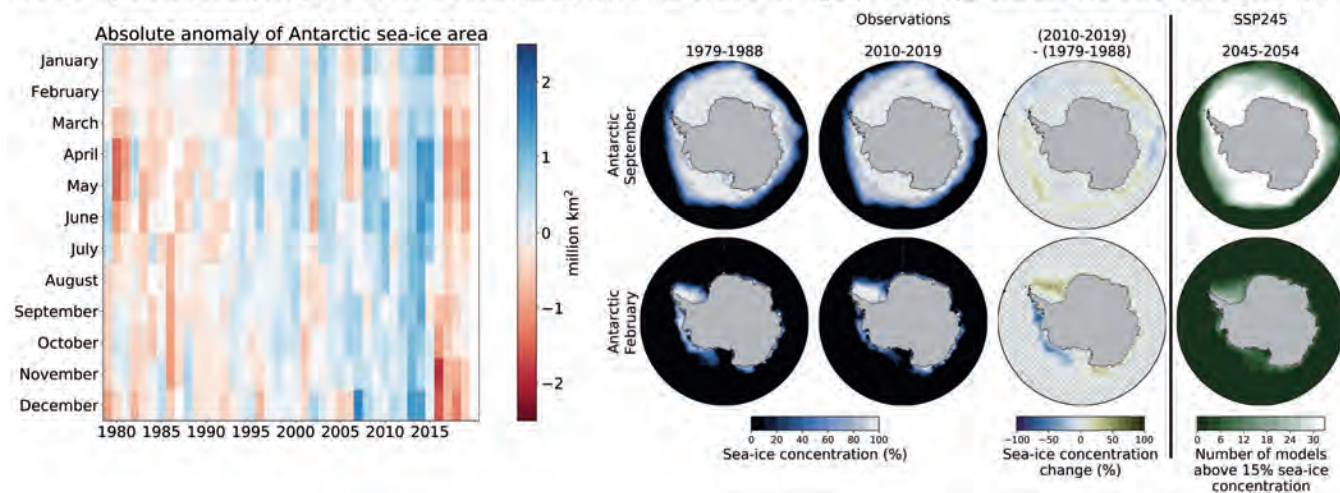 Absolute anomaly of Antarctic sea-ice area
January
February
March
April
May
June
July
August
September
October
November
December
1980 1985 1990 1995 2000 2005 2010 2015
2
1
0
−1
−2
million km²
Observations
SSP245
1979-1988
2010-2019
(2010-2019)
- (1979-1988)
2045-2054
Antarctic
September
Antarctic
February
0 20 40 60 80 100
Sea-ice concentration (%)
−100 −50 0 50 100
Sea-ice concentration
change (%)
0 6 12 18 24 30
Number of models
above 15% sea-ice
concentration